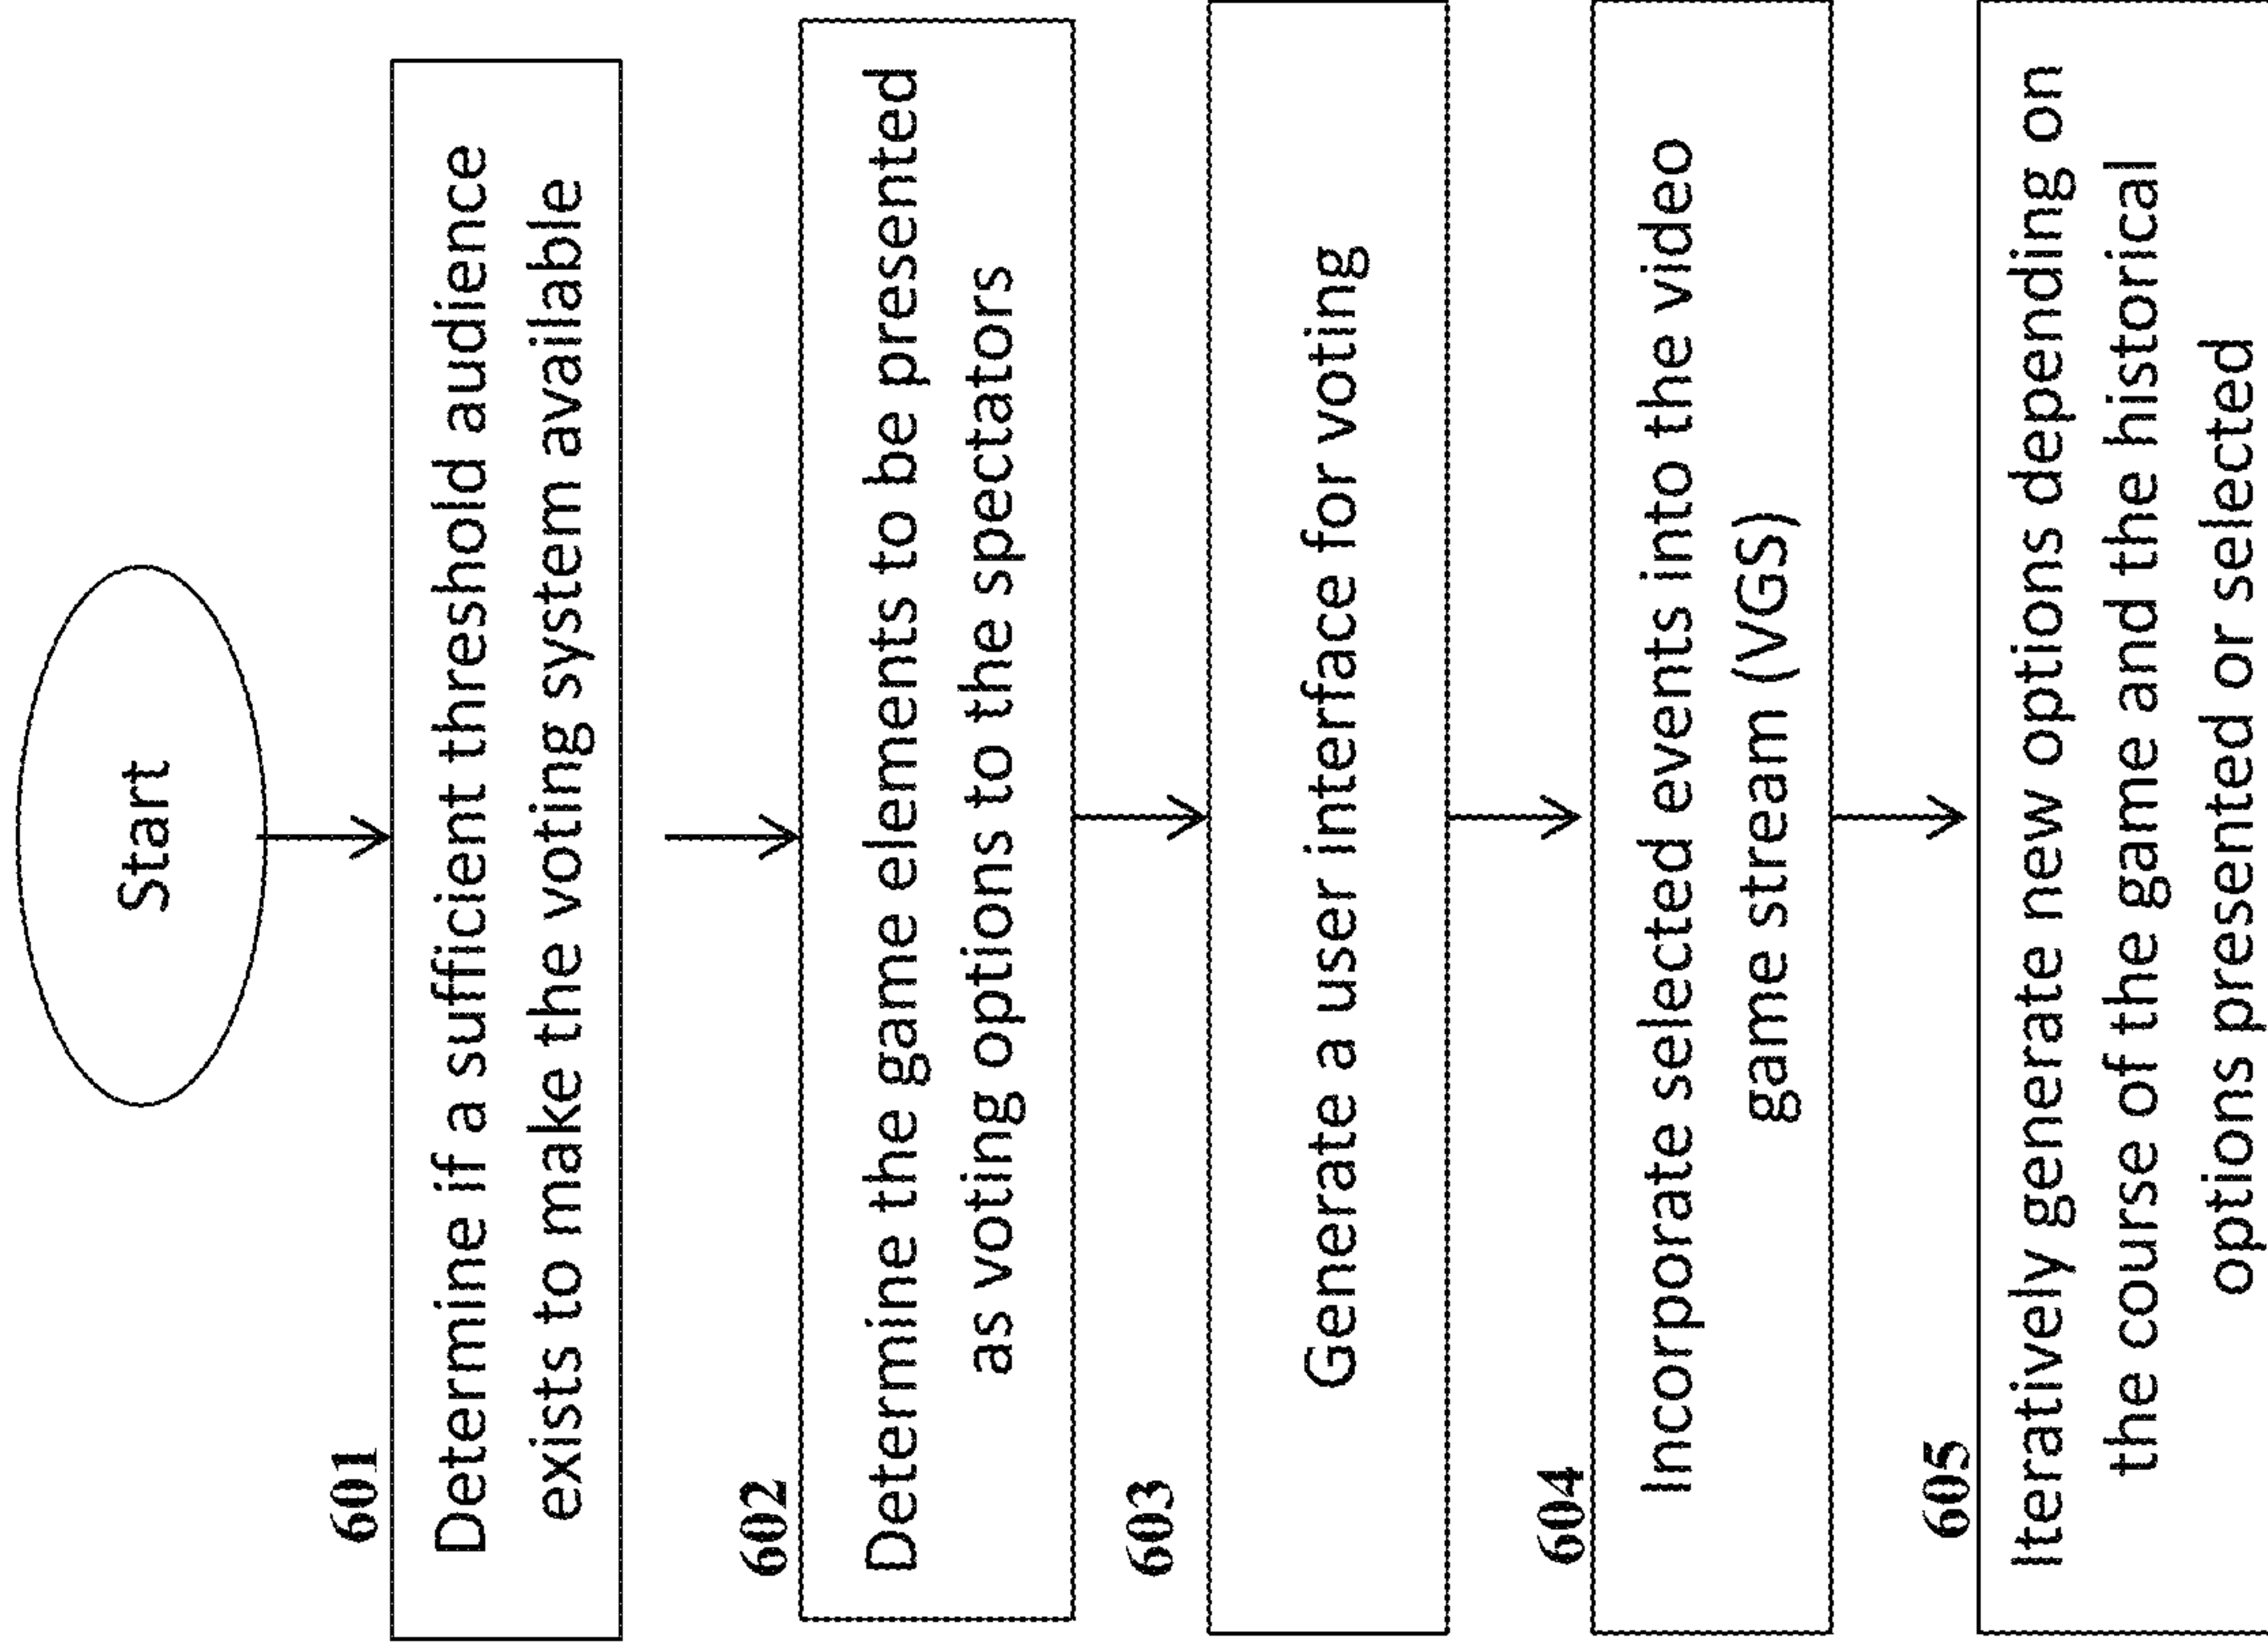 Start
601
Determine if a sufficient threshold audience
exists to make the voting system available
602
Determine the game elements to be presented
as voting options to the spectators
603
Generate a user interface for voting
604
Incorporate selected events into the video
game stream (VGS)
605
Iteratively generate new options depending on
the course of the game and the historical
options presented or selected